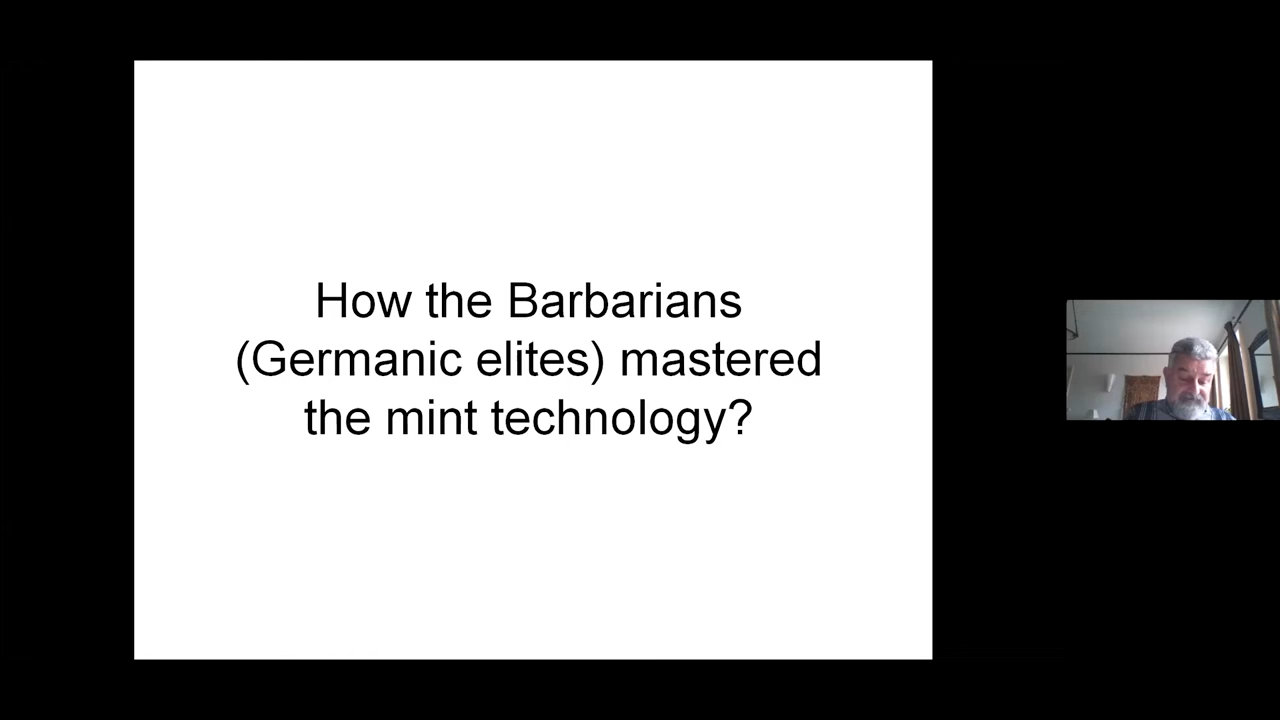 How the Barbarians
(Germanic elites) mastered
the mint technology?